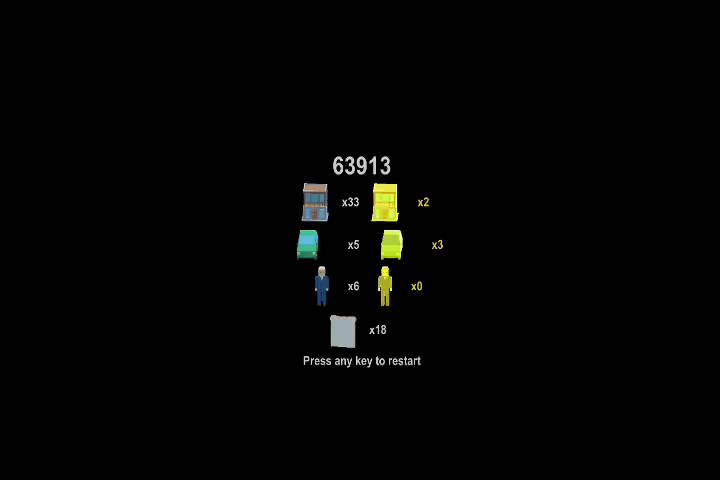 63913
x33 x2
x5 x3
x6 x0
x18
Press any key to restart